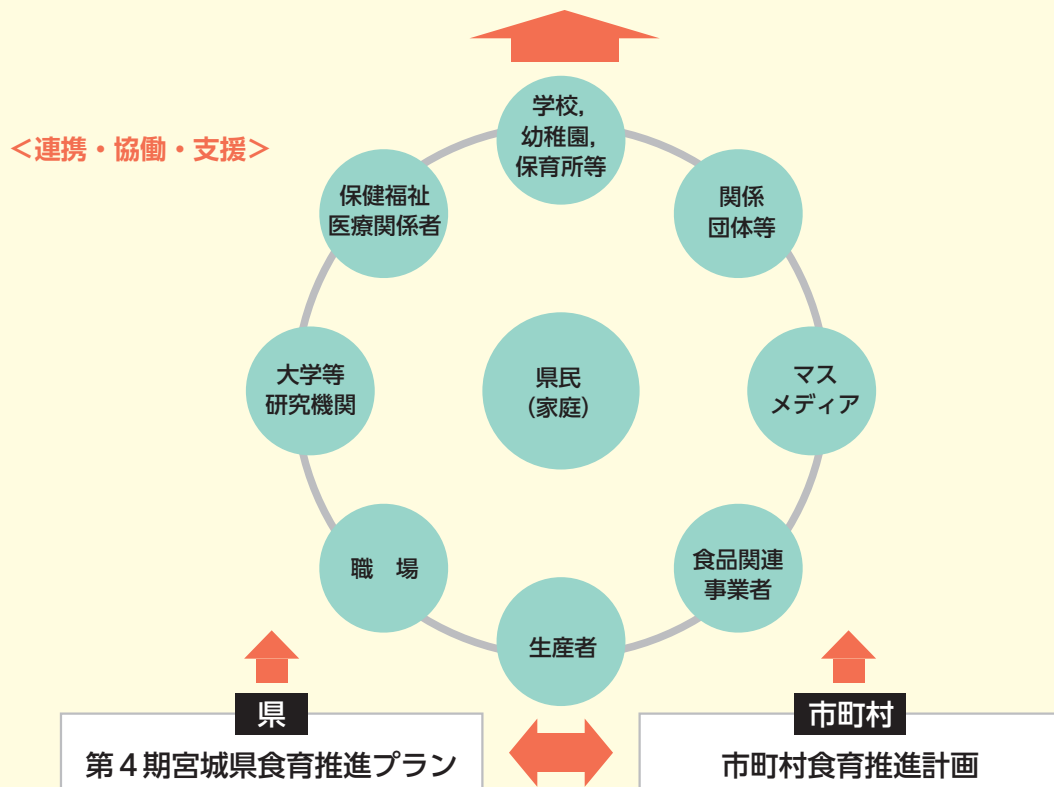 <連携・協働・支援>
学校,
幼稚園,
保育所等
保健福祉
医療関係者
関係
団体等
大学等
研究機関
県民
(家庭)
マス
メディア
職　場
食品関連
事業者
生産者
県
第4期宮城県食育推進プラン
市町村
市町村食育推進計画